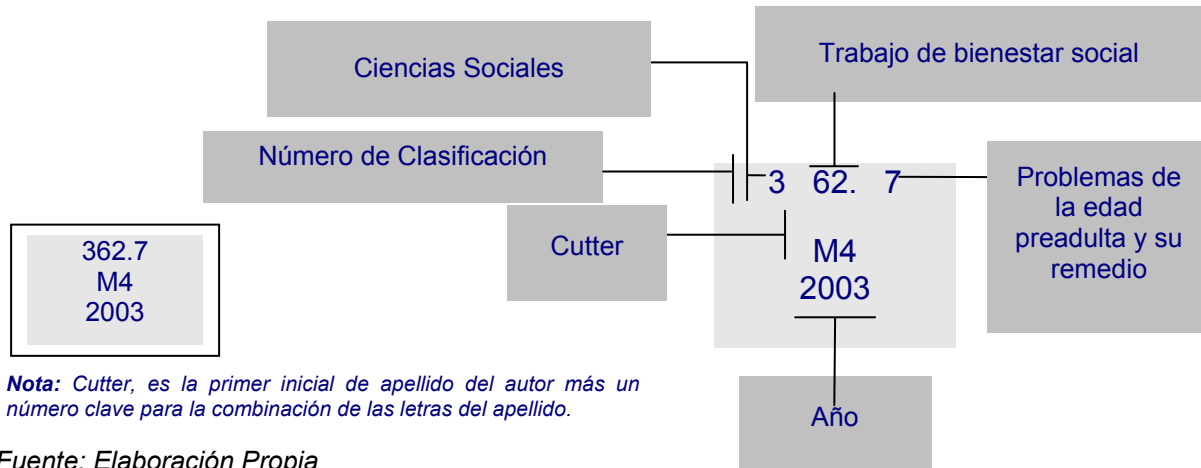 Ciencias Sociales
Trabajo de bienestar social
Número de Clasificación
3 62. 7
Problemas de
la edad
preadulta y su
remedio
Cutter
M4
2003
362.7
M4
2003
Año
Nota: Cutter, es la primer inicial de apellido del autor más un
número clave para la combinación de las letras del apellido.
Fuente: Elaboración Propia